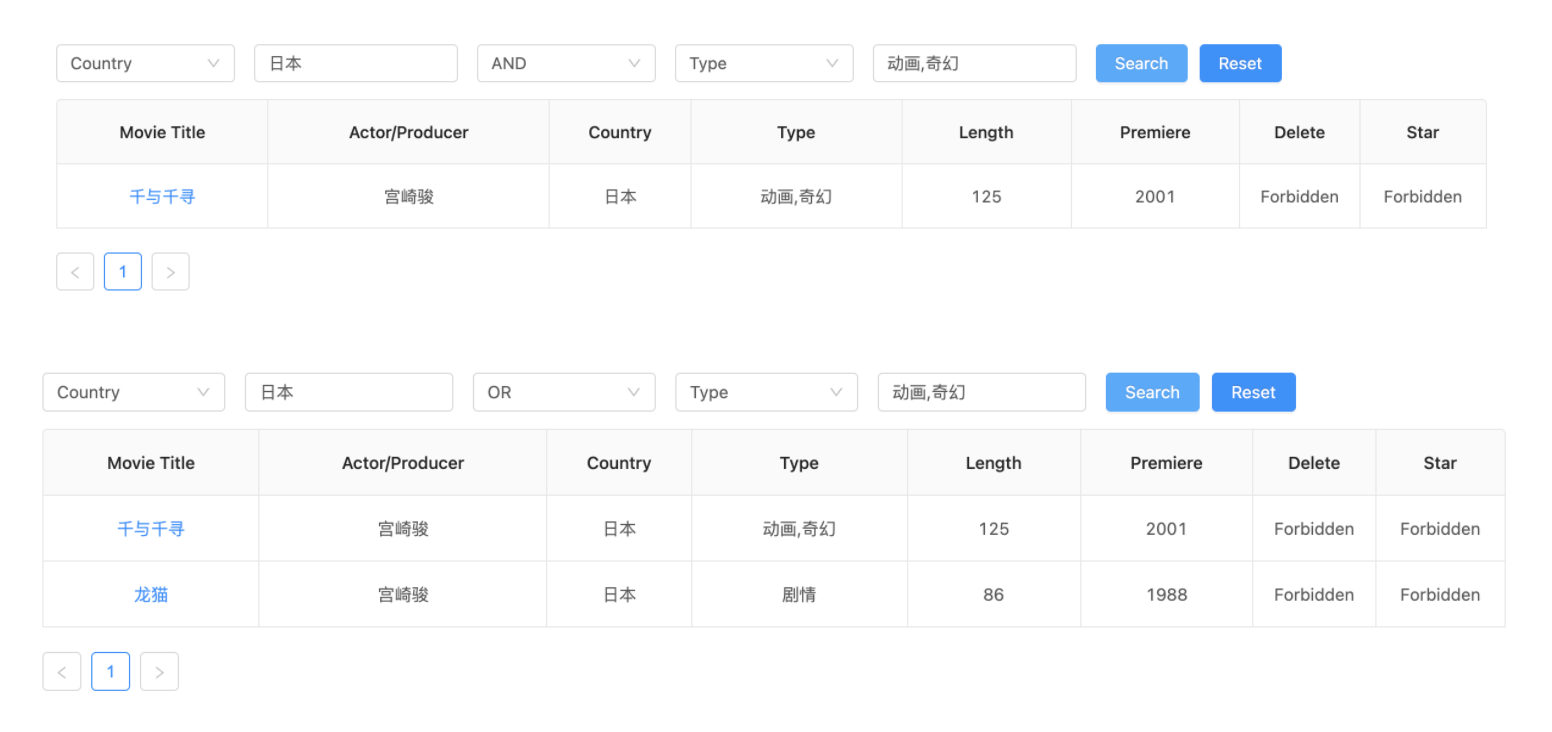 Country 日本 AND Type 动画,奇幻 Search Reset
Movie Title Actor/Producer Country Type Length Premiere Delete Star
千与千寻 宫崎骏 日本 动画,奇幻 125 2001 Forbidden Forbidden
< 1 >
Country 日本 OR Type 动画,奇幻 Search Reset
Movie Title Actor/Producer Country Type Length Premiere Delete Star
千与千寻 宫崎骏 日本 动画,奇幻 125 2001 Forbidden Forbidden
龙猫 宫崎骏 日本 剧情 86 1988 Forbidden Forbidden
< 1 >